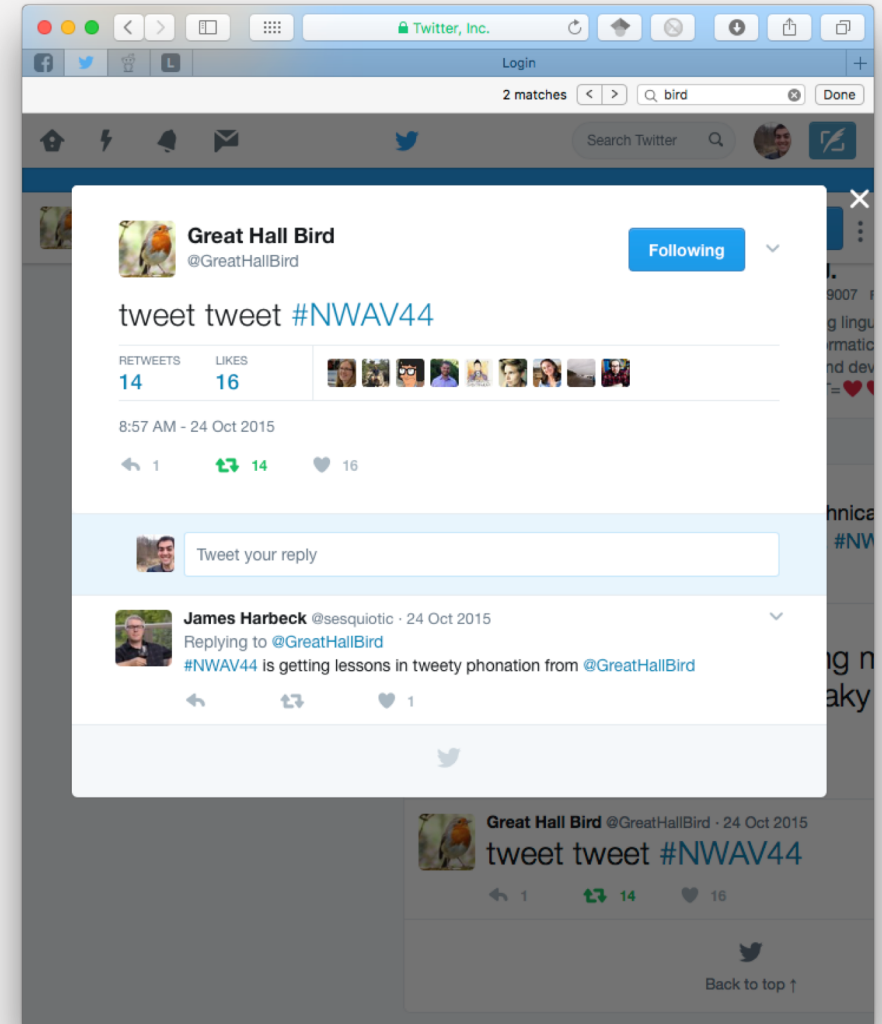 Twitter, Inc.
L
Login
2 matches
bird
Done
Search Twitter
Great Hall Bird
@GreatHallBird
Following
tweet tweet #NWAV44
RETWEETS LIKES
14 16
8:57 AM - 24 Oct 2015
1 14 16
Tweet your reply
James Harbeck @sesquiotic · 24 Oct 2015
Replying to @GreatHallBird
#NWAV44 is getting lessons in tweety phonation from @GreatHallBird
1
9007
Great Hall Bird @GreatHallBird · 24 Oct 2015
tweet tweet #NWAV44
1 14 16
Back to top ↑